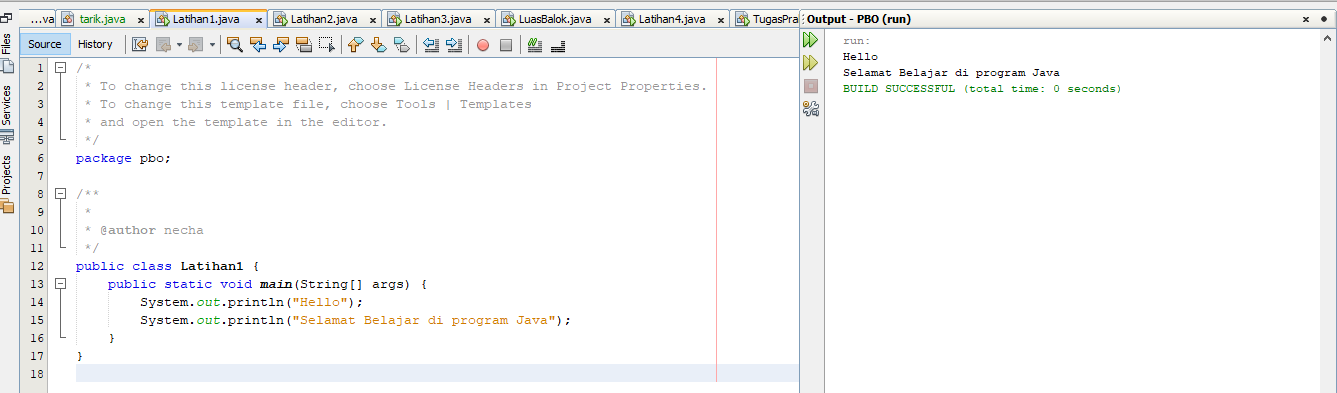 ...va tarik.java Latihan1.java Latihan2.java Latihan3.java LuasBalok.java Latihan4.java TugasPra
Output - PBO (run)
Files
Services
Projects
Source History
1 /*
2 * To change this license header, choose License Headers in Project Properties.
3 * To change this template file, choose Tools | Templates
4 * and open the template in the editor.
5 */
6 package pbo;
7
8 /**
9 *
10 * @author necha
11 */
12 public class Latihan1 {
13 public static void main(String[] args) {
14 System.out.println("Hello");
15 System.out.println("Selamat Belajar di program Java");
16 }
17 }
18
run:
Hello
Selamat Belajar di program Java
BUILD SUCCESSFUL (total time: 0 seconds)